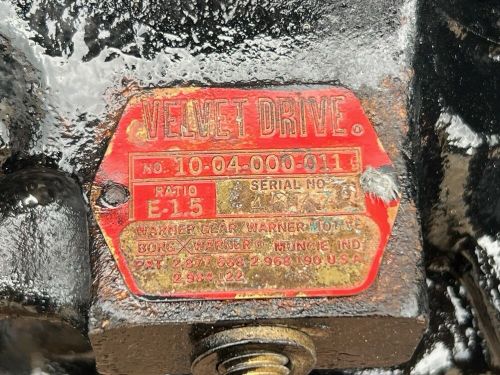 VELVET DRIVE®
NO. 10-04-000-011
RATIO SERIAL NO.
E-1.5
WARNER GEAR WARNER MOTIVE
BORG WARNER® MUNCIE, IND.
PAT. 2,968,190 U.S.A.